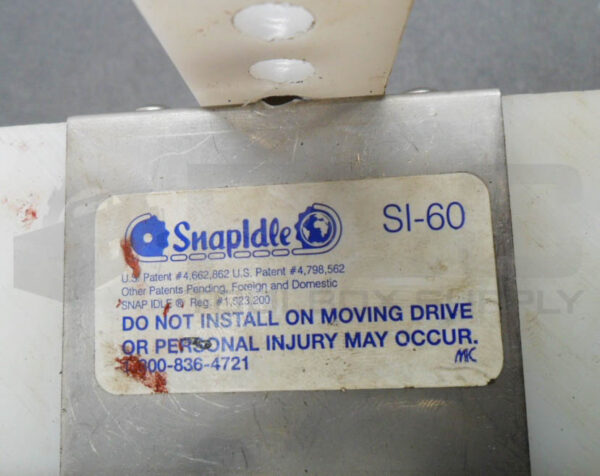 SnapIdle
SI-60
U.S. Patent #4,662,862 U.S. Patent #4,798,562
Other Patents Pending, Foreign and Domestic
SNAP IDLE ® Reg. #1,523,200
DO NOT INSTALL ON MOVING DRIVE
OR PERSONAL INJURY MAY OCCUR.
1-800-836-4721
MC